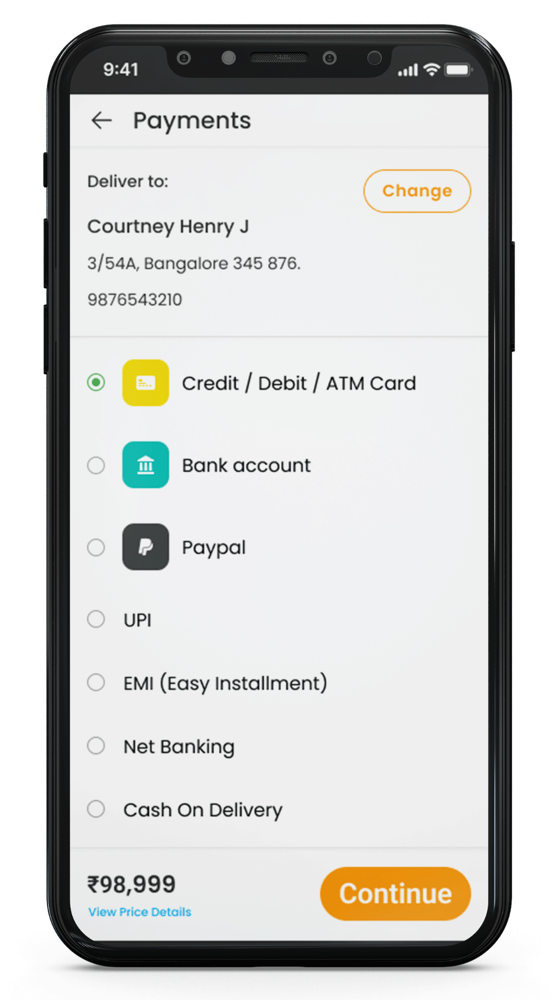 9:41
Payments
Deliver to:
Change
Courtney Henry J
3/54A, Bangalore 345 876.
9876543210
Credit / Debit / ATM Card
Bank account
Paypal
UPI
EMI (Easy Installment)
Net Banking
Cash On Delivery
₹98,999
Continue
View Price Details